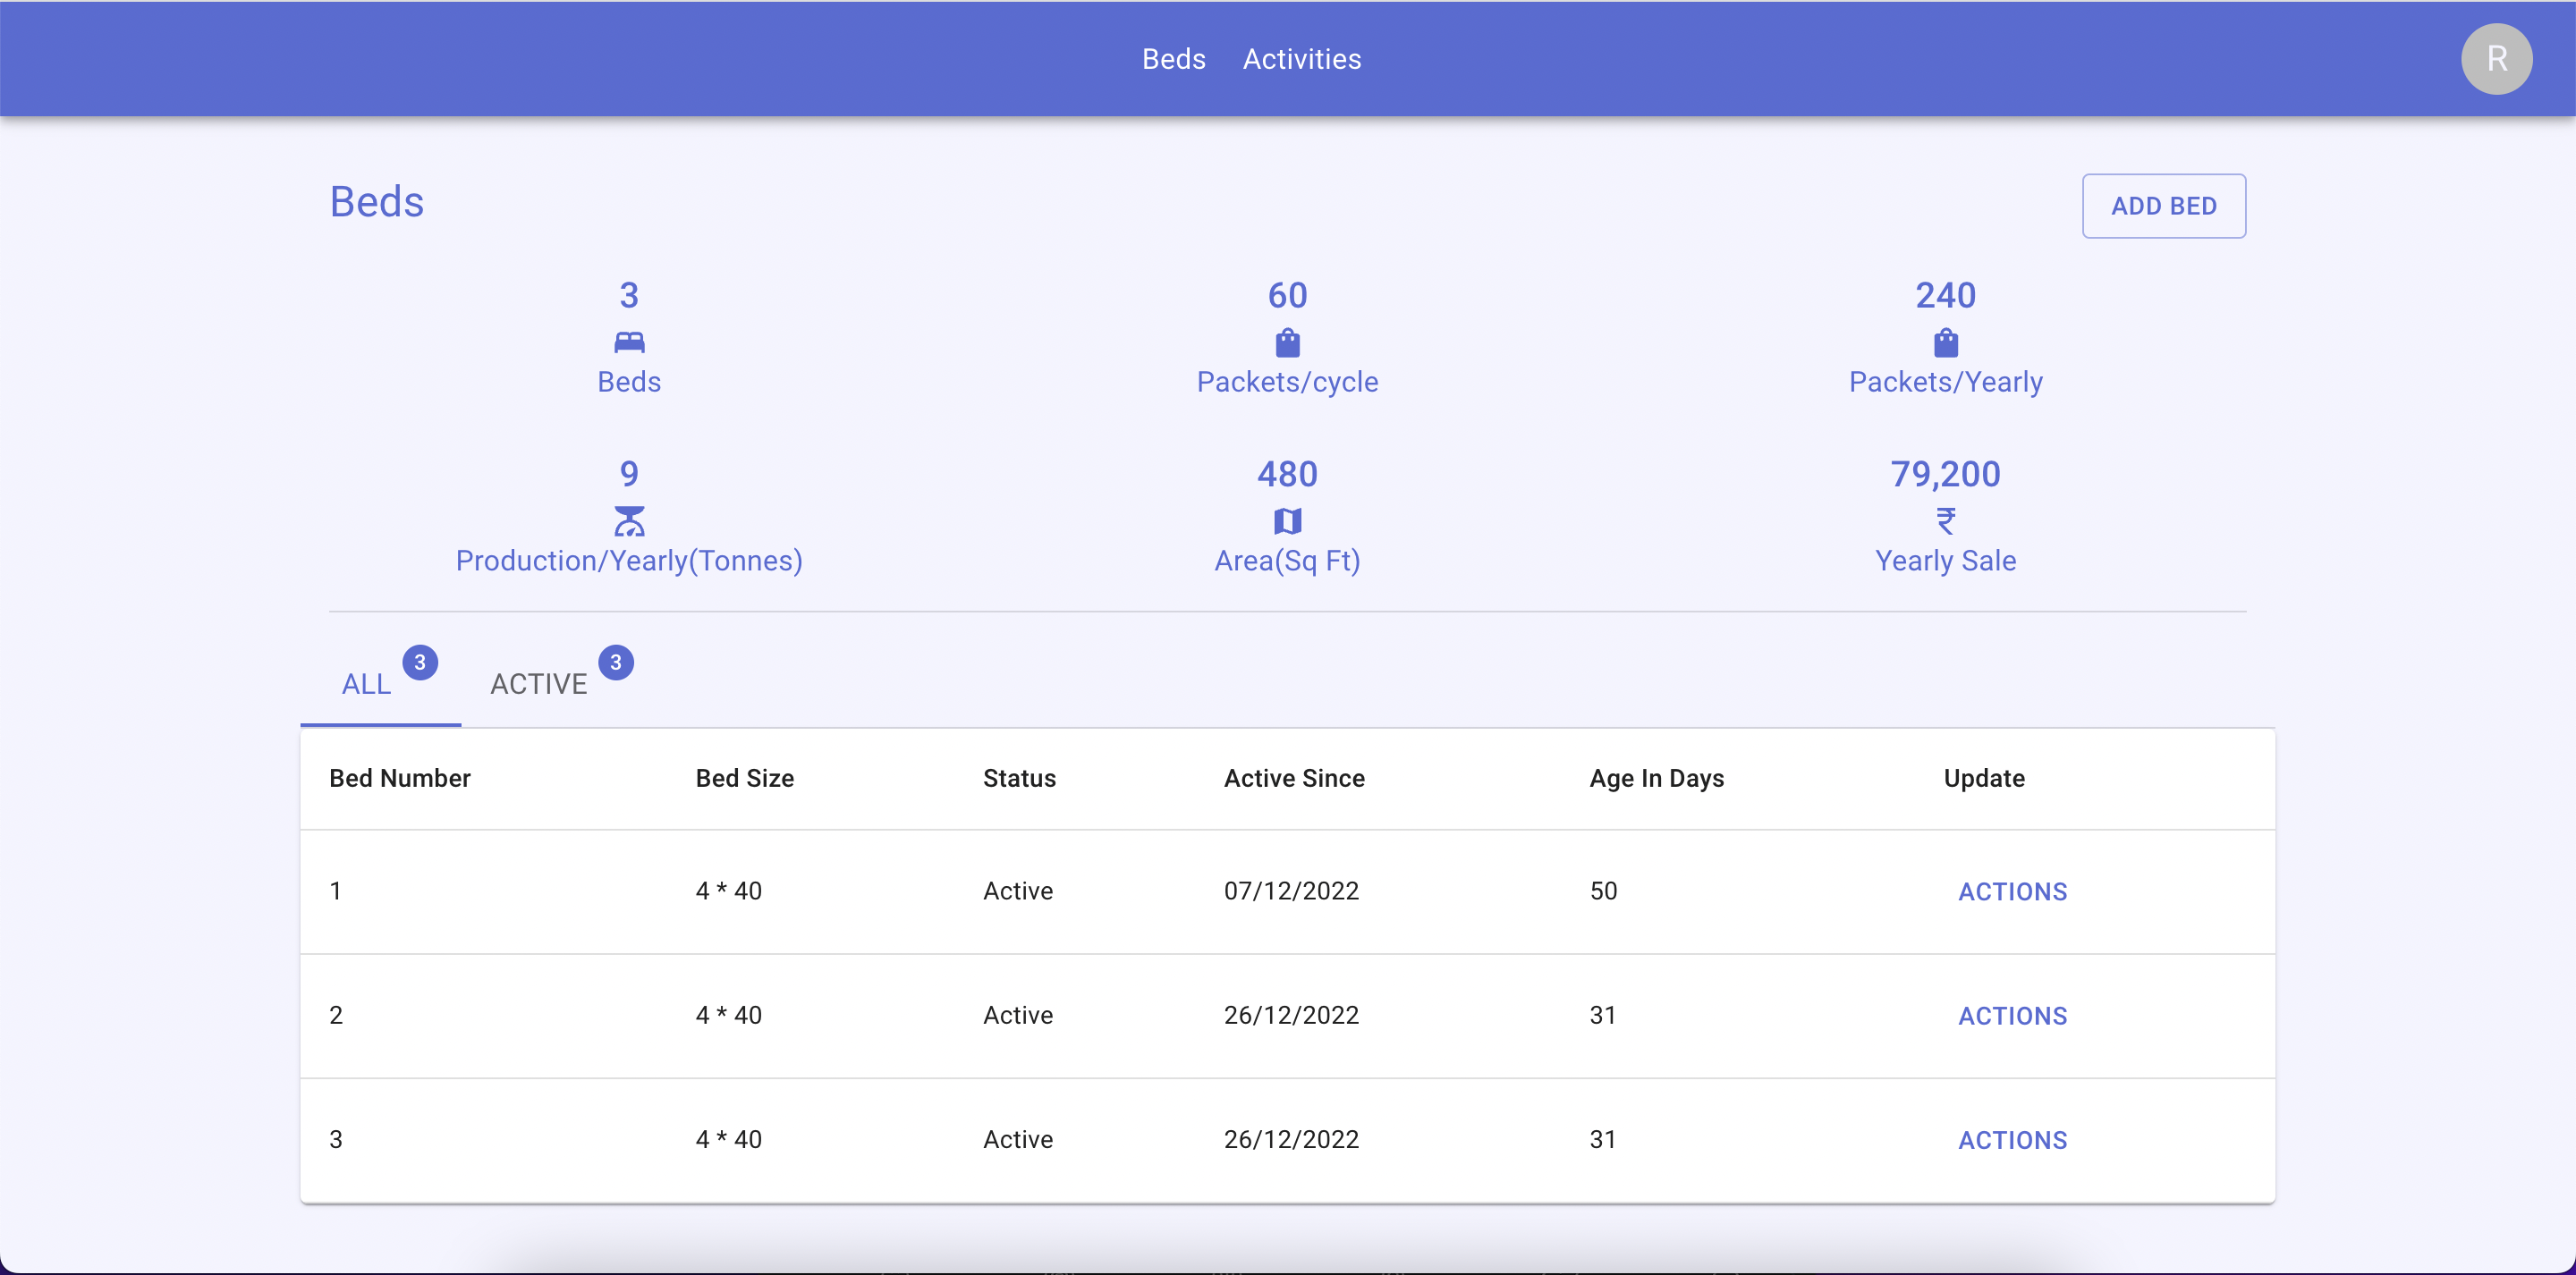 Beds Activities R
Beds ADD BED
3 60 240
Beds Packets/cycle Packets/Yearly
9 480 79,200
₹
Production/Yearly(Tonnes) Area(Sq Ft) Yearly Sale
ALL 3 ACTIVE 3
Bed Number Bed Size Status Active Since Age In Days Update
1 4 * 40 Active 07/12/2022 50 ACTIONS
2 4 * 40 Active 26/12/2022 31 ACTIONS
3 4 * 40 Active 26/12/2022 31 ACTIONS